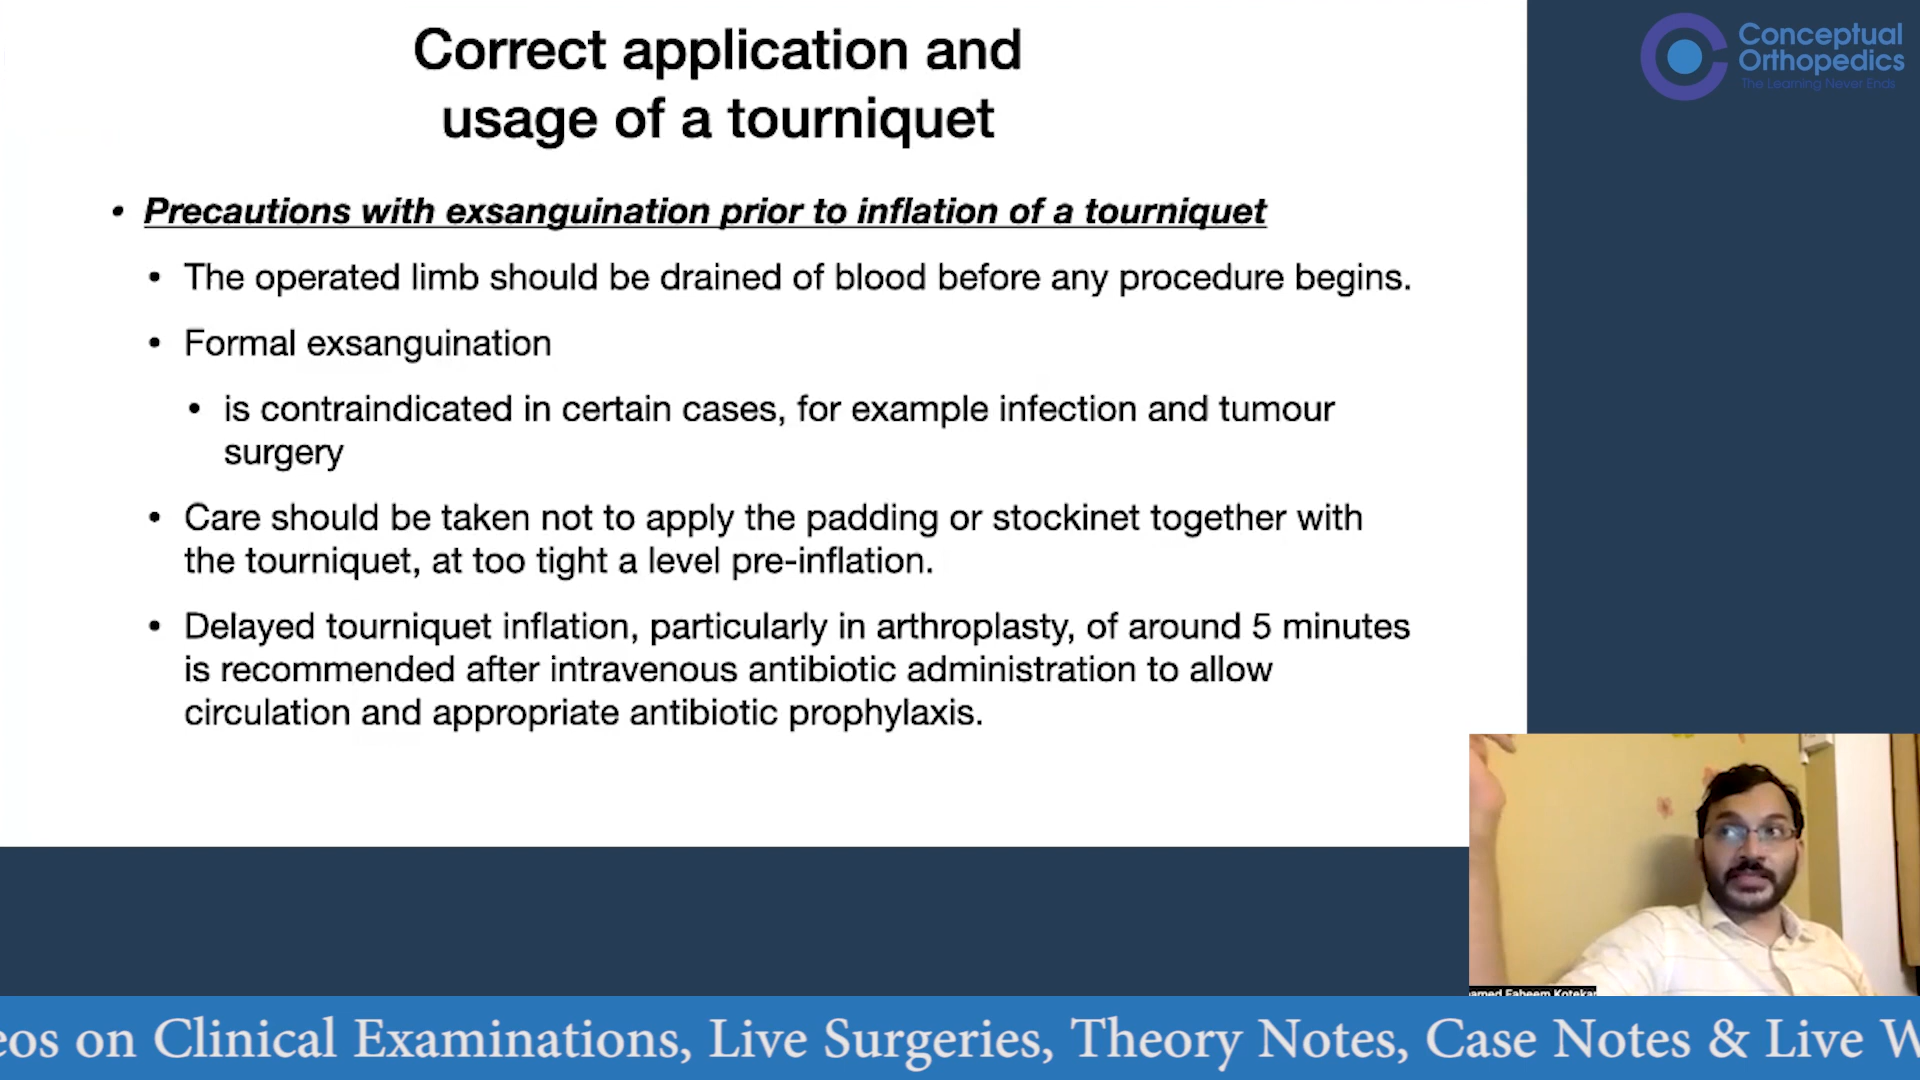 Correct application and
usage of a tourniquet
Conceptual
Orthopedics
The Learning Never Ends
• Precautions with exsanguination prior to inflation of a tourniquet
• The operated limb should be drained of blood before any procedure begins.
• Formal exsanguination
• is contraindicated in certain cases, for example infection and tumour
surgery
• Care should be taken not to apply the padding or stockinet together with
the tourniquet, at too tight a level pre-inflation.
• Delayed tourniquet inflation, particularly in arthroplasty, of around 5 minutes
is recommended after intravenous antibiotic administration to allow
circulation and appropriate antibiotic prophylaxis.
Faheem
eos on Clinical Examinations, Live Surgeries, Theory Notes, Case Notes & Live